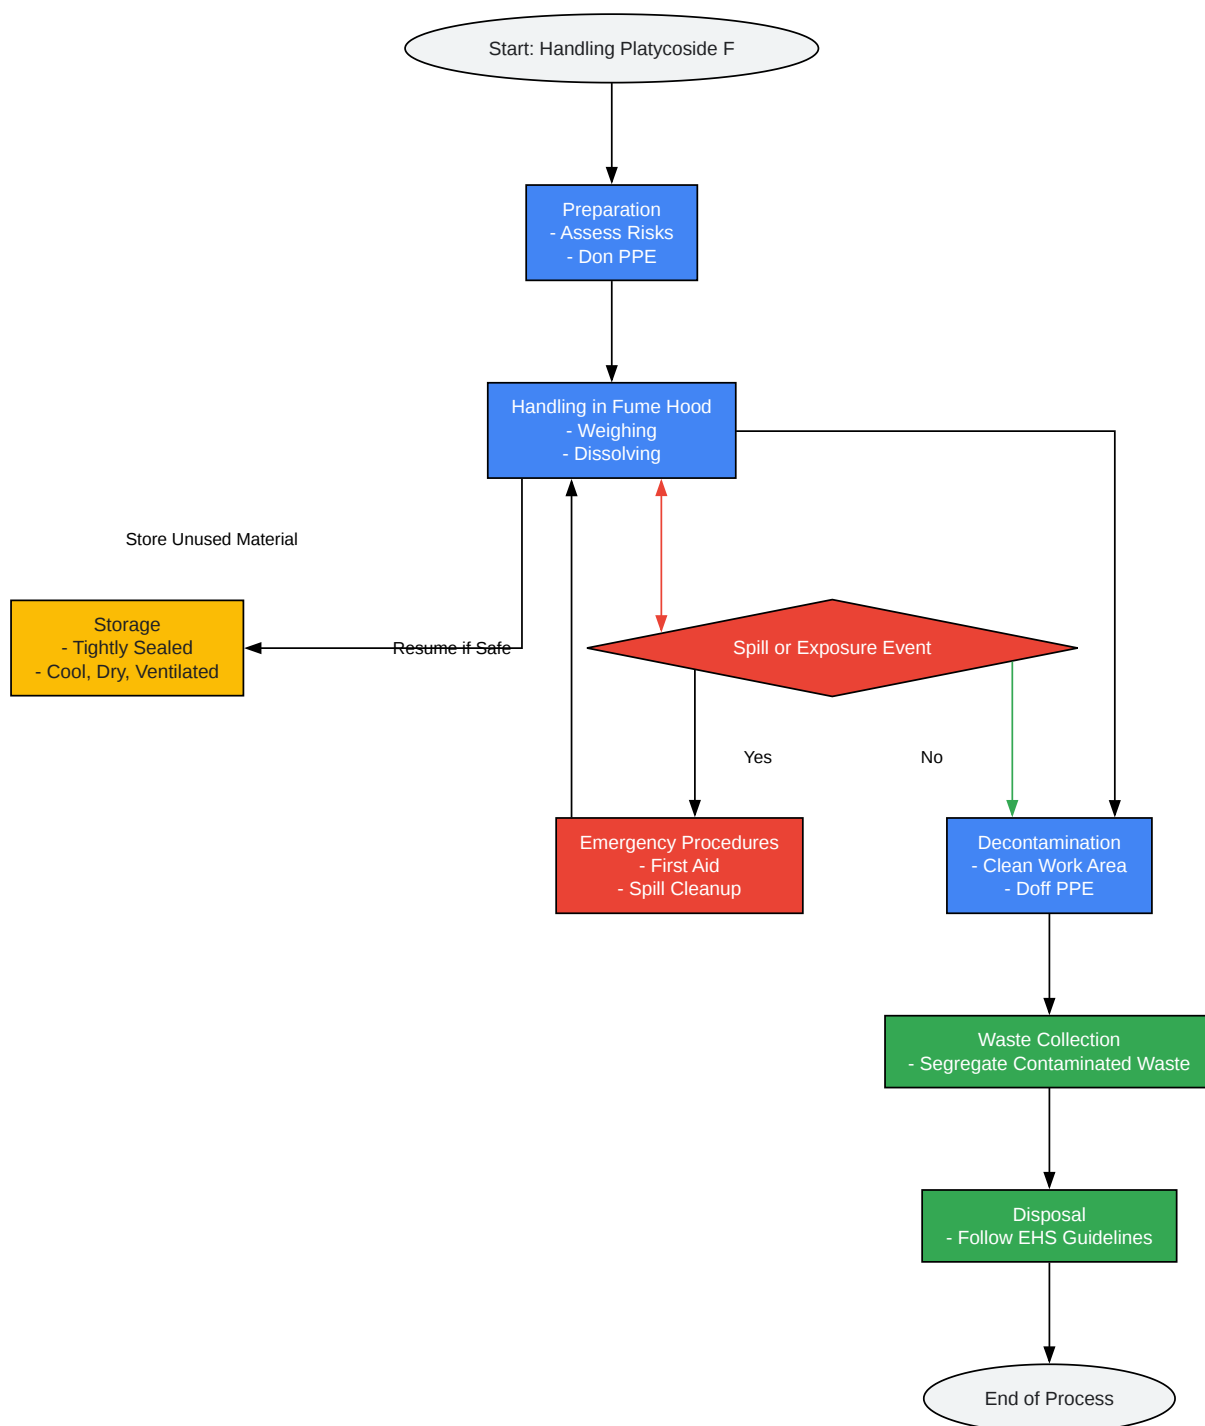 Start: Handling Platycoside F
Preparation
- Assess Risks
- Don PPE
Handling in Fume Hood
- Weighing
- Dissolving
Store Unused Material
Storage
- Tightly Sealed
- Cool, Dry, Ventilated
Resume if Safe
Spill or Exposure Event
Yes
No
Emergency Procedures
- First Aid
- Spill Cleanup
Decontamination
- Clean Work Area
- Doff PPE
Waste Collection
- Segregate Contaminated Waste
Disposal
- Follow EHS Guidelines
End of Process